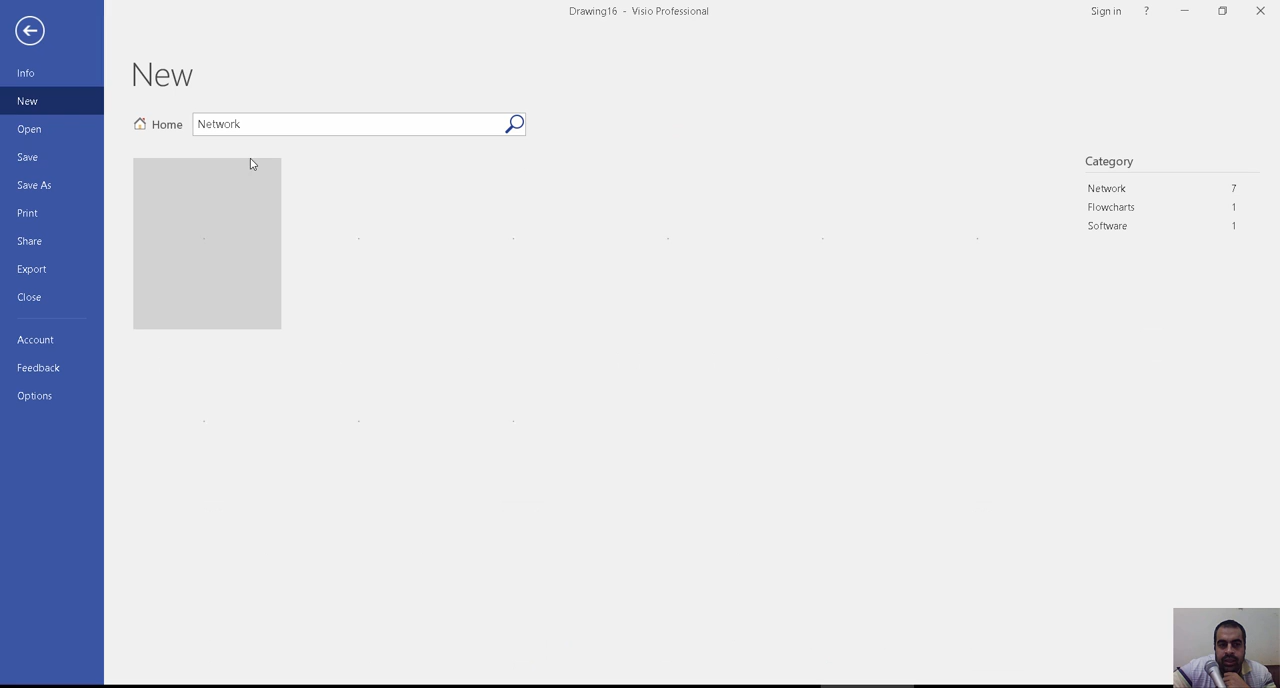 Drawing16 - Visio Professional
Sign in
?
Info
New
Open
Save
Save As
Print
Share
Export
Close
Account
Feedback
Options
New
Home
Network
Category
Network 7
Flowcharts 1
Software 1